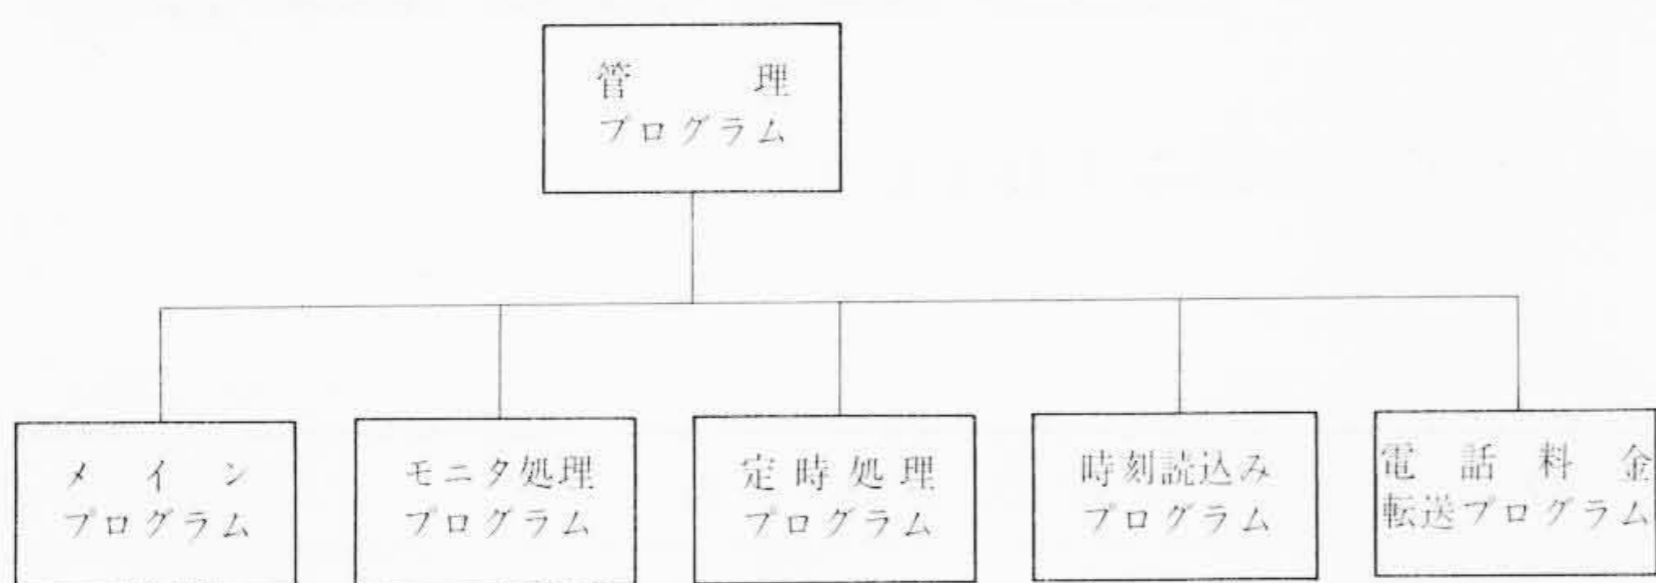 管理
プログラム
メイン
プログラム
モニタ処理
プログラム
定時処理
プログラム
時刻読込み
プログラム
電話料金
転送プログラム